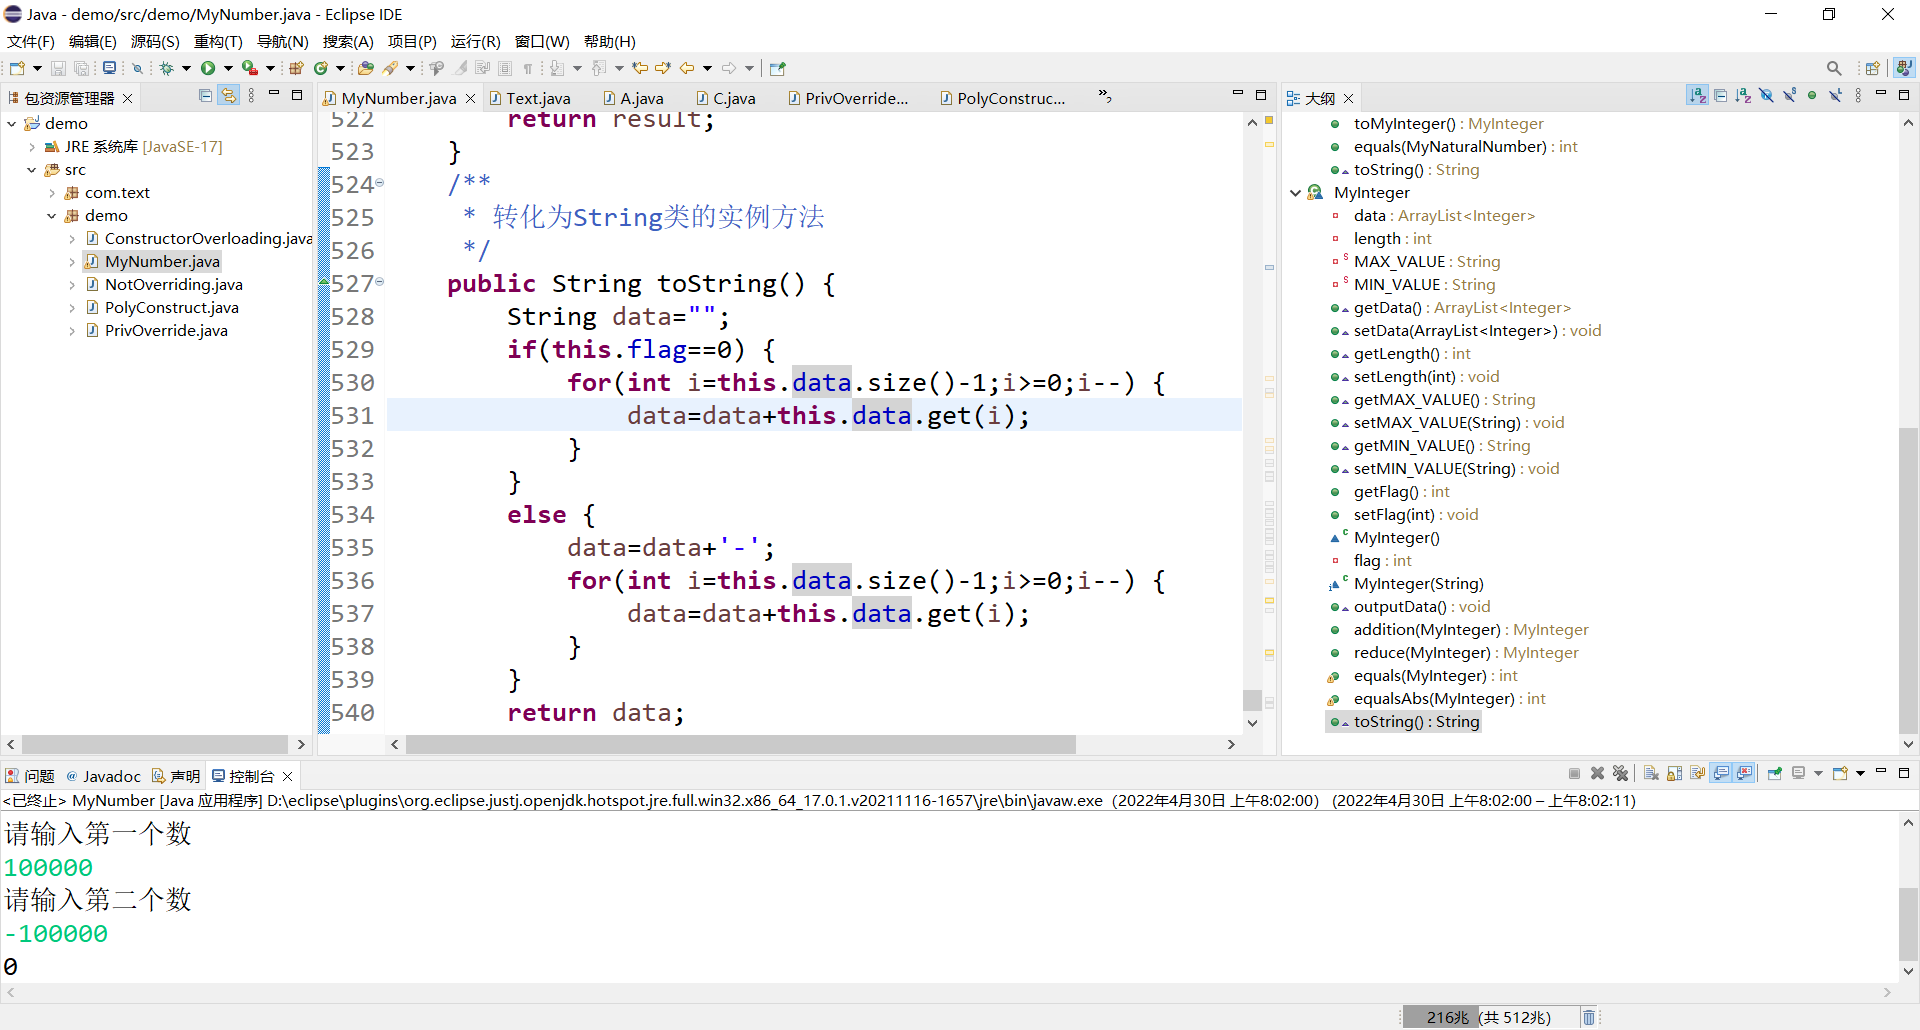 Java - demo/src/demo/MyNumber.java - Eclipse IDE
文件(F) 编辑(E) 源码(S) 重构(T) 导航(N) 搜索(A) 项目(P) 运行(R) 窗口(W) 帮助(H)
包资源管理器
demo
JRE 系统库 [JavaSE-17]
src
com.text
demo
ConstructorOverloading.java
MyNumber.java
NotOverriding.java
PolyConstruct.java
PrivOverride.java
MyNumber.java Text.java A.java C.java PrivOverride... PolyConstruc... »2
522 return result;
523 }
524 /**
525 * 转化为String类的实例方法
526 */
527 public String toString() {
528 String data="";
529 if(this.flag==0) {
530 for(int i=this.data.size()-1;i>=0;i--) {
531 data=data+this.data.get(i);
532 }
533 }
534 else {
535 data=data+'-';
536 for(int i=this.data.size()-1;i>=0;i--) {
537 data=data+this.data.get(i);
538 }
539 }
540 return data;
大纲
toMyInteger() : MyInteger
equals(MyNaturalNumber) : int
toString() : String
MyInteger
data : ArrayList<Integer>
length : int
MAX_VALUE : String
MIN_VALUE : String
getData() : ArrayList<Integer>
setData(ArrayList<Integer>) : void
getLength() : int
setLength(int) : void
getMAX_VALUE() : String
setMAX_VALUE(String) : void
getMIN_VALUE() : String
setMIN_VALUE(String) : void
getFlag() : int
setFlag(int) : void
MyInteger()
flag : int
MyInteger(String)
outputData() : void
addition(MyInteger) : MyInteger
reduce(MyInteger) : MyInteger
equals(MyInteger) : int
equalsAbs(MyInteger) : int
toString() : String
问题 @ Javadoc 声明 控制台
<已终止> MyNumber [Java 应用程序] D:\eclipse\plugins\org.eclipse.justj.openjdk.hotspot.jre.full.win32.x86_64_17.0.1.v20211116-1657\jre\bin\javaw.exe（2022年4月30日 上午8:02:00）(2022年4月30日 上午8:02:00 – 上午8:02:11)
请输入第一个数
100000
请输入第二个数
-100000
0
216兆 (共 512兆)